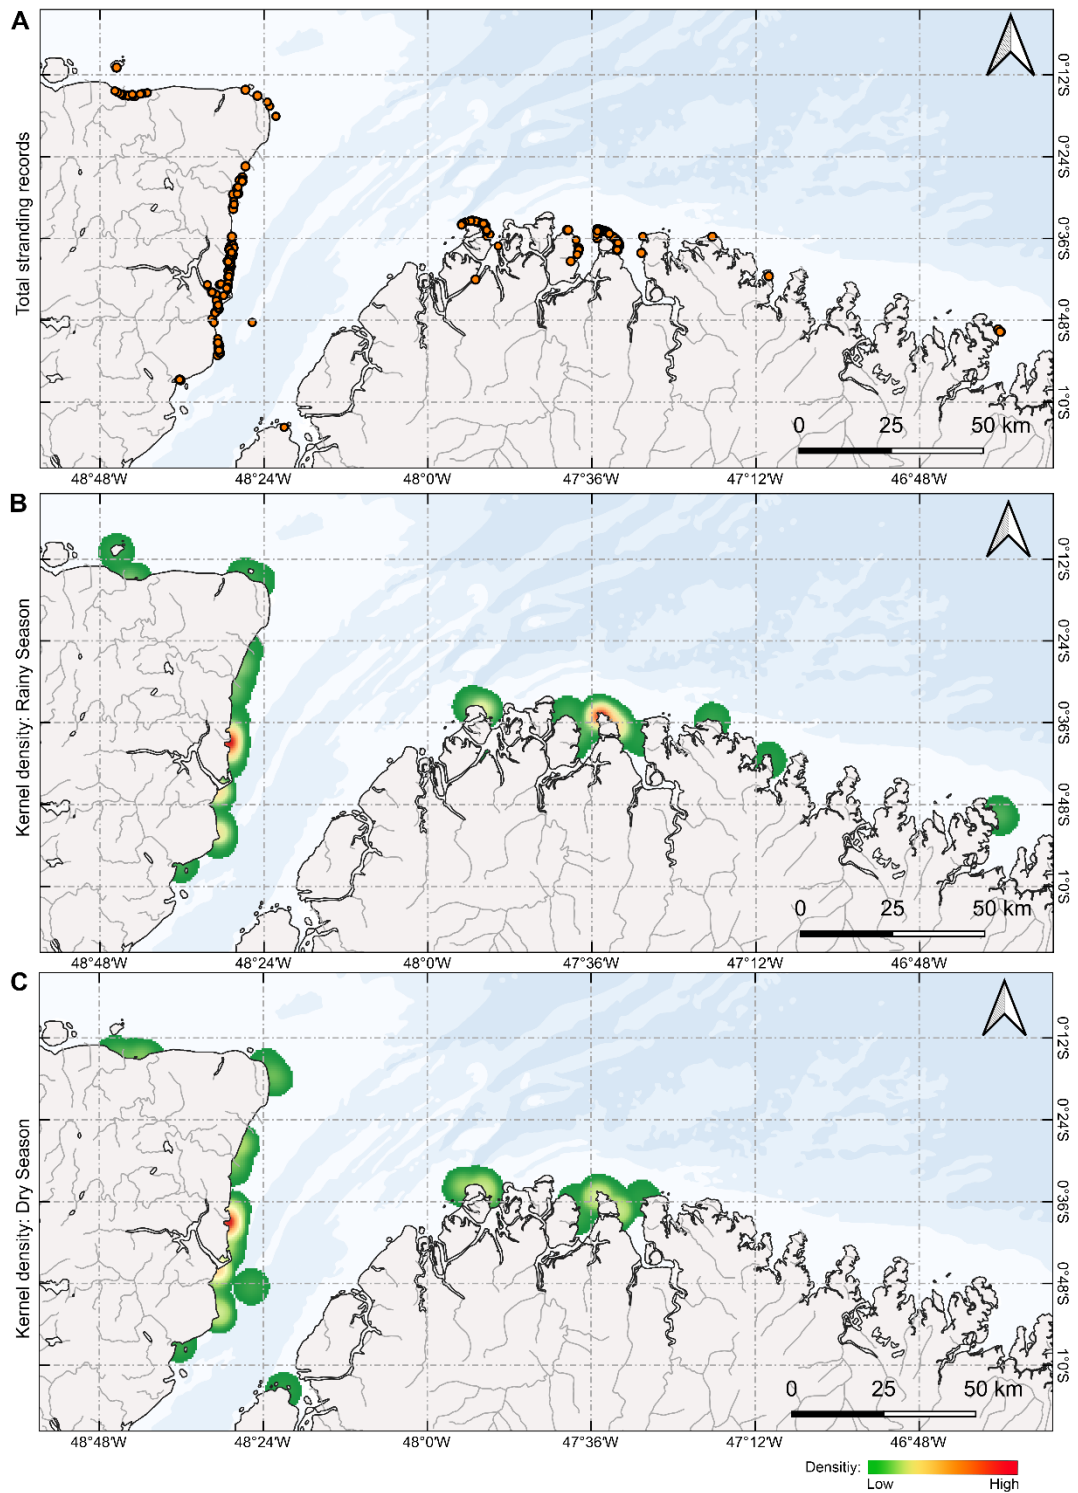 A
Total stranding records
0°12'S
0°24'S
0°36'S
0°48'S
1°0'S
0 25 50 km
48°48'W 48°24'W 48°0'W 47°36'W 47°12'W 46°48'W
B
Kernel density: Rainy Season
0°12'S
0°24'S
0°36'S
0°48'S
1°0'S
0 25 50 km
48°48'W 48°24'W 48°0'W 47°36'W 47°12'W 46°48'W
C
Kernel density: Dry Season
0°12'S
0°24'S
0°36'S
0°48'S
1°0'S
0 25 50 km
48°48'W 48°24'W 48°0'W 47°36'W 47°12'W 46°48'W
Densitiy:
Low High